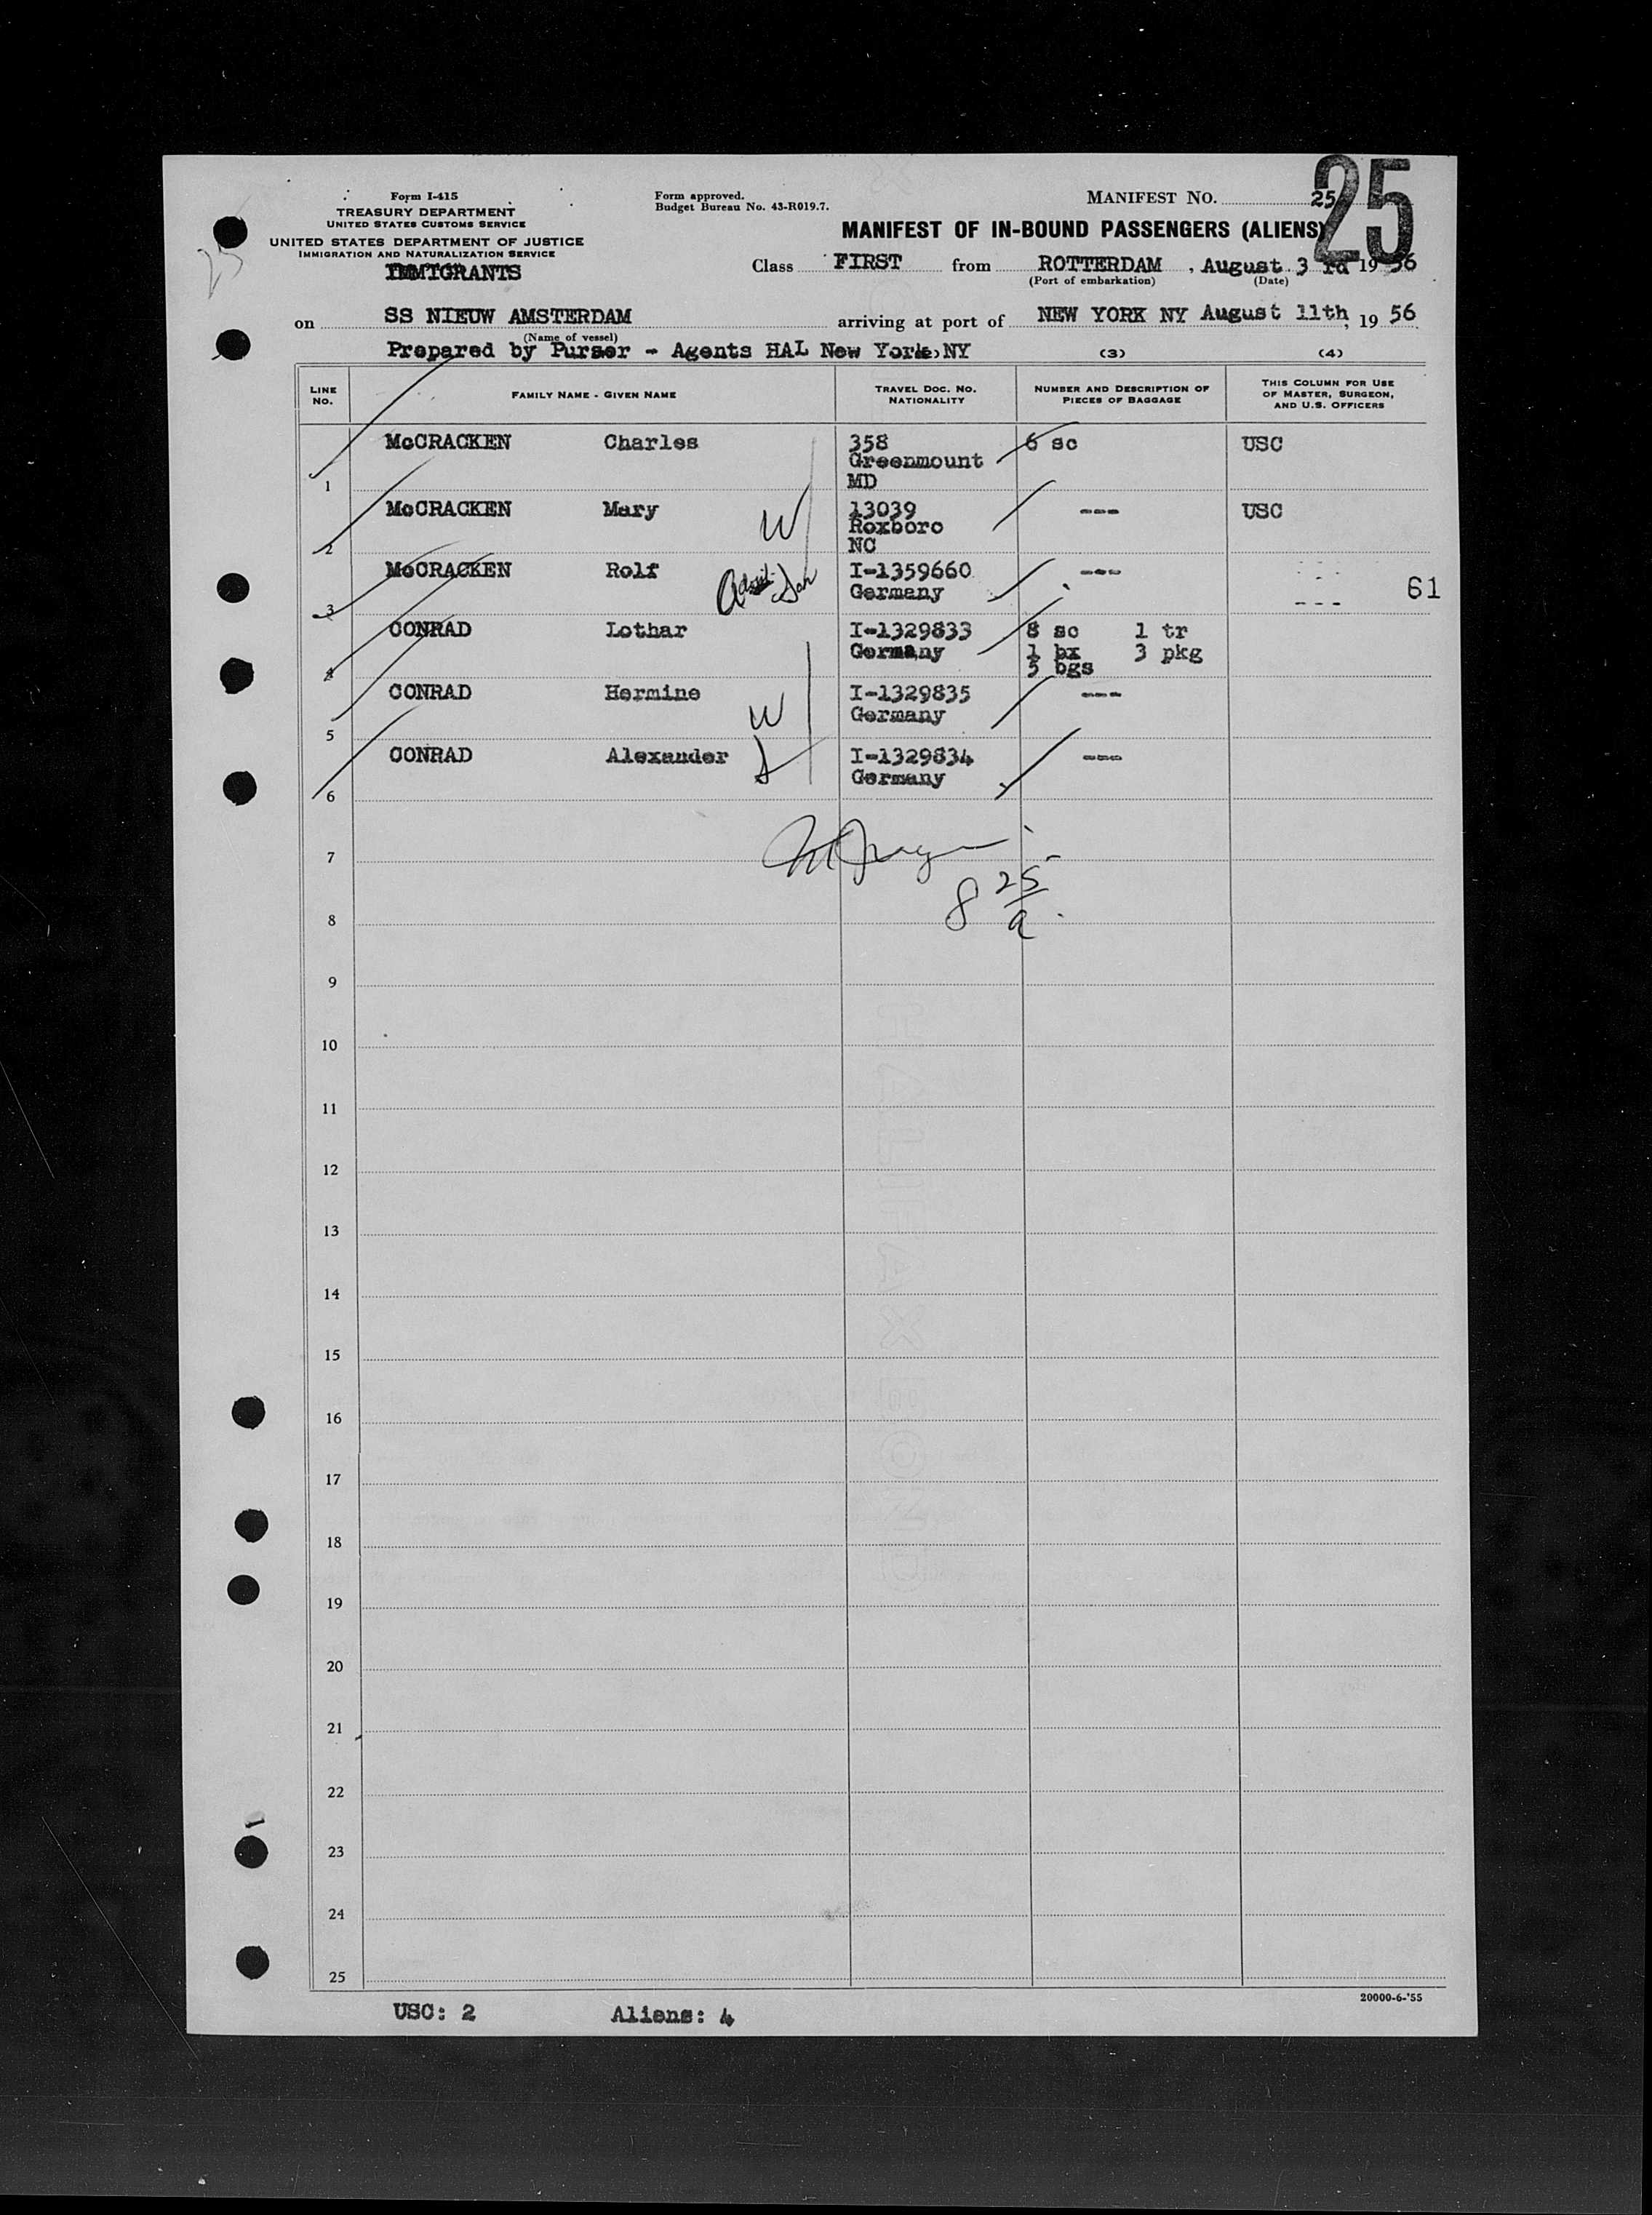 25
Form I-415
TREASURY DEPARTMENT
UNITED STATES CUSTOMS SERVICE
UNITED STATES DEPARTMENT OF JUSTICE
IMMIGRATION AND NATURALIZATION SERVICE
IMMIGRANTS
Form approved.
Budget Bureau No. 43-R019.7.
MANIFEST NO. 25
25
MANIFEST OF IN-BOUND PASSENGERS (ALIENS)
Class FIRST from ROTTERDAM, August 3 rd 19 56
(Port of embarkation) (Date)
on SS NIEUW AMSTERDAM arriving at port of NEW YORK NY August 11th, 19 56
(Name of vessel)
Prepared by Purser - Agents HAL New York, NY (3) (4)
LINE NO. FAMILY NAME - GIVEN NAME TRAVEL DOC. NO. NATIONALITY NUMBER AND DESCRIPTION OF PIECES OF BAGGAGE THIS COLUMN FOR USE OF MASTER, SURGEON, AND U.S. OFFICERS
1 McCRACKEN Charles 358 6 sc USC
Greenmount
MD
2 McCRACKEN Mary W 13039 --- USC
Roxboro
NC
3 McCRACKEN Rolf I-1359660 --- --- 61
Germany
4 CONRAD Lothar I-1329833 8 sc 1 tr
Germany 1 bx 3 pkg
5 bgs
5 CONRAD Hermine W I-1329835 ---
Germany
6 CONRAD Alexander I-1329834 ---
Germany
7
8 25
a
8
9
10
11
12
13
14
15
16
17
18
19
20
21
22
23
24
25
20000-6-'55
USC: 2 Aliens: 4